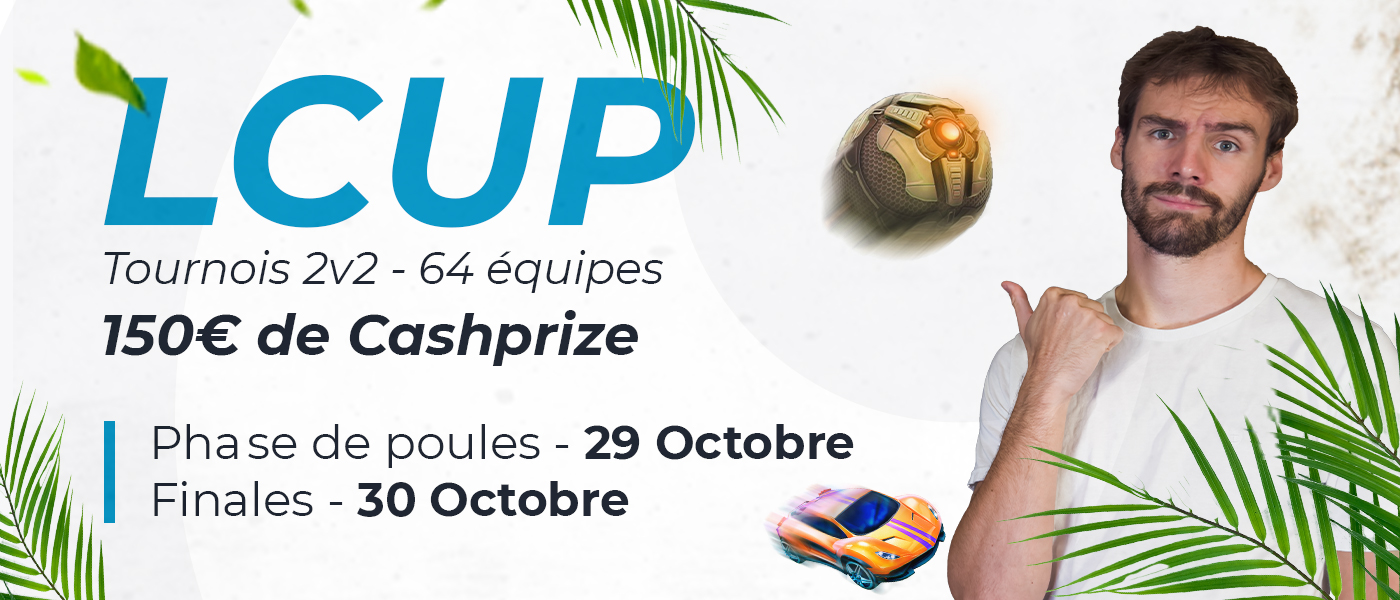 LCUP
Tournois 2v2 - 64 équipes
150€ de Cashprize
Phase de poules - 29 Octobre
Finales - 30 Octobre